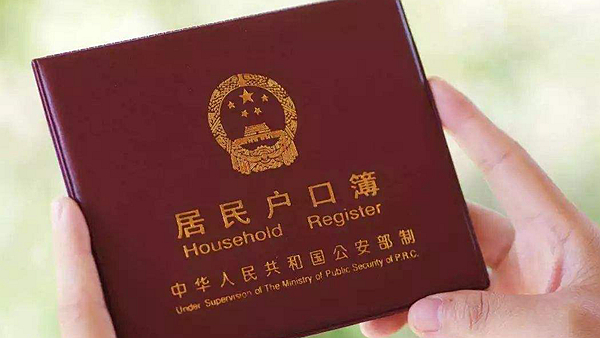 居民户口簿
Household Register
中华人民共和国公安部制
Under Supervision of The Ministry of Public Security of P.R.C.